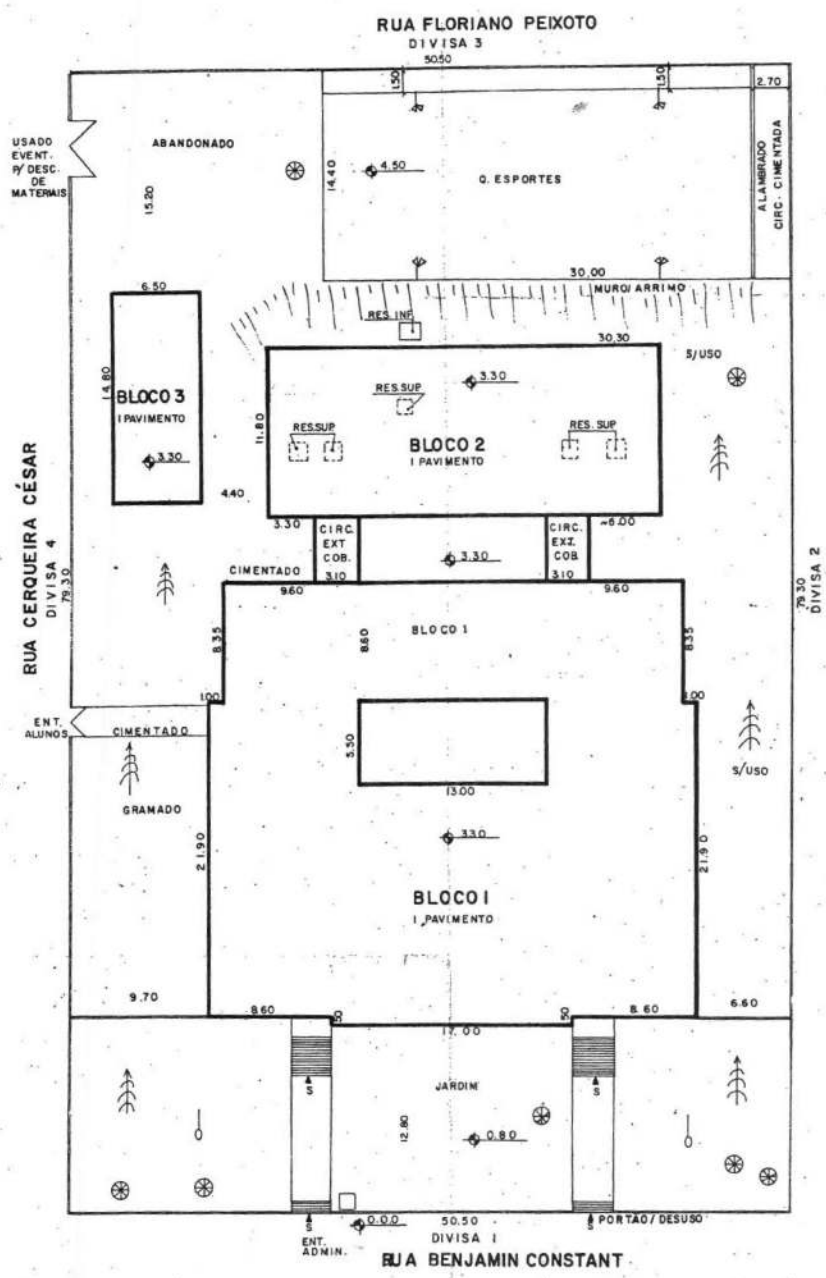 RUA FLORIANO PEIXOTO
DIVISA 3
50.50
1.50
1.50
2.70
USADO
EVENT.
P/ DESC.
DE
MATERIAIS
ABANDONADO
15.20
14.40
4.50
Q. ESPORTES
ALAMBRADO
CIRC. CIMENTADA
30,00
MURO/ARRIMO
6.50
RES. INF.
30,30
S/USO
14.80
BLOCO 3
1 PAVIMENTO
3.30
11.80
3.30
RES.SUP
RES.SUP
RES. SUP
BLOCO 2
1 PAVIMENTO
4.40
3.30
CIRC.
EXT
COB.
3.10
3.30
CIRC.
EXT.
COB.
3.10
~6.00
CIMENTADO
9.60
9.60
RUA CERQUEIRA CÉSAR
DIVISA 4
79.30
79.30
DIVISA 2
8.35
8.60
BLOCO 1
8.35
1.00
1.00
ENT.
ALUNOS
CIMENTADO
5.50
13.00
S/USO
GRAMADO
21.90
3.30
21.90
BLOCO 1
1 PAVIMENTO
9.70
8.60
50
17.00
50
8.60
6.60
S
JARDIM
S
12.80
0.80
S
ENT.
ADMIN.
0.00
50.50
DIVISA 1
S
PORTÃO/DESUSO
RUA BENJAMIN CONSTANT